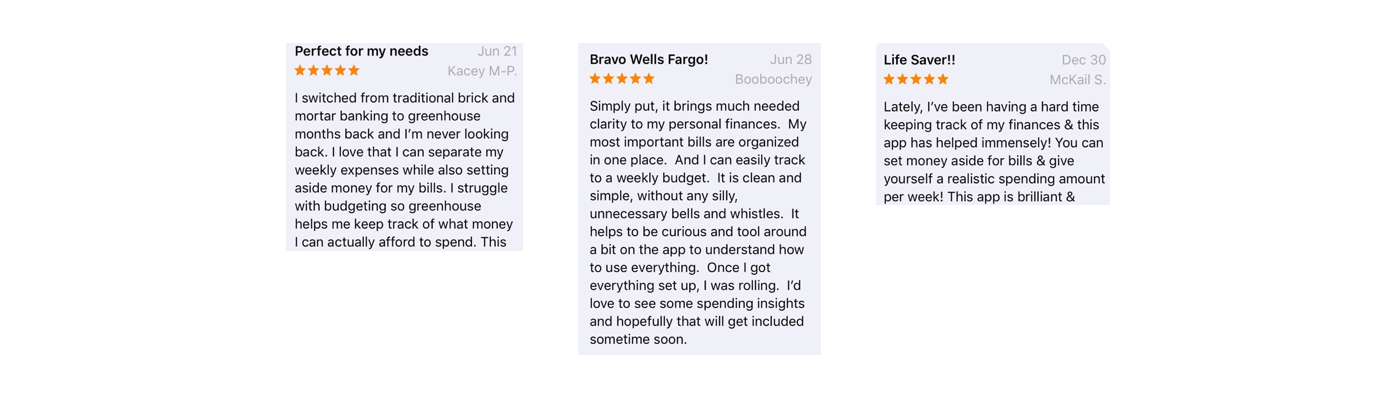 Perfect for my needs Jun 21
★★★★★ Kacey M-P.
I switched from traditional brick and
mortar banking to greenhouse
months back and I'm never looking
back. I love that I can separate my
weekly expenses while also setting
aside money for my bills. I struggle
with budgeting so greenhouse
helps me keep track of what money
I can actually afford to spend. This
Bravo Wells Fargo! Jun 28
★★★★★ Booboochey
Simply put, it brings much needed
clarity to my personal finances.  My
most important bills are organized
in one place.  And I can easily track
to a weekly budget.  It is clean and
simple, without any silly,
unnecessary bells and whistles.  It
helps to be curious and tool around
a bit on the app to understand how
to use everything.  Once I got
everything set up, I was rolling.  I'd
love to see some spending insights
and hopefully that will get included
sometime soon.
Life Saver!! Dec 30
★★★★★ McKail S.
Lately, I've been having a hard time
keeping track of my finances & this
app has helped immensely! You can
set money aside for bills & give
yourself a realistic spending amount
per week! This app is brilliant &